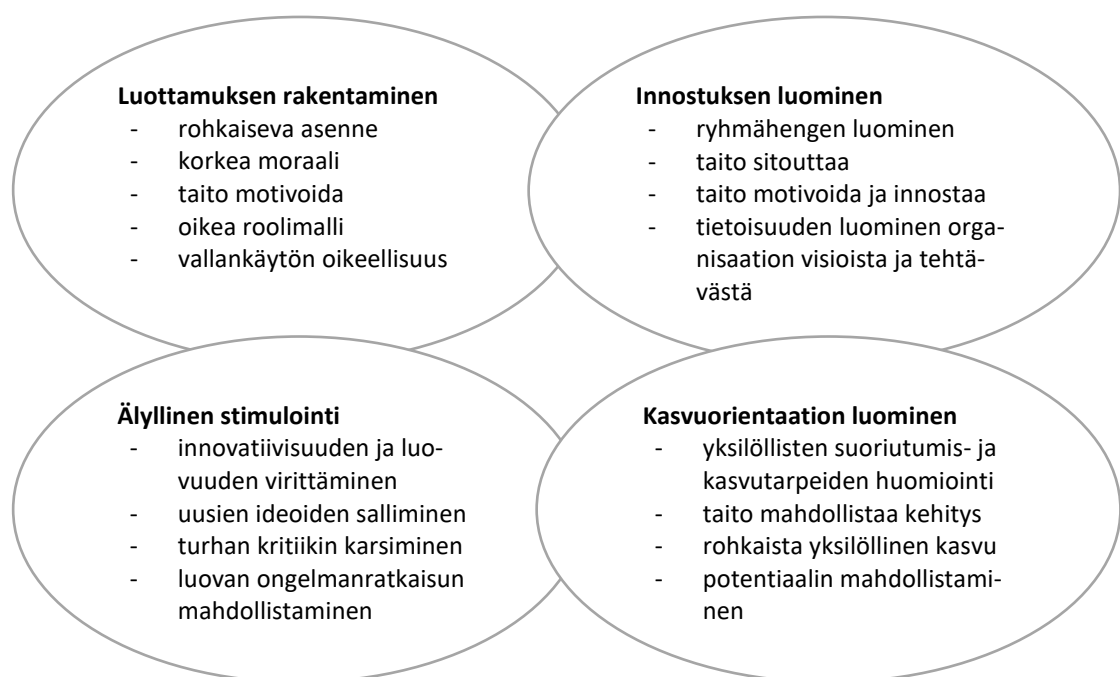 Luottamuksen rakentaminen
- rohkaiseva asenne
- korkea moraali
- taito motivoida
- oikea roolimalli
- vallankäytön oikeellisuus
Innostuksen luominen
- ryhmähengen luominen
- taito sitouttaa
- taito motivoida ja innostaa
- tietoisuuden luominen orga-
nisaation visioista ja tehtä-
västä
Älyllinen stimulointi
- innovatiivisuuden ja luo-
vuuden virittäminen
- uusien ideoiden salliminen
- turhan kritiikin karsiminen
- luovan ongelmanratkaisun
mahdollistaminen
Kasvuorientaation luominen
- yksilöllisten suoriutumis- ja
kasvutarpeiden huomiointi
- taito mahdollistaa kehitys
- rohkaista yksilöllinen kasvu
- potentiaalin mahdollistami-
nen